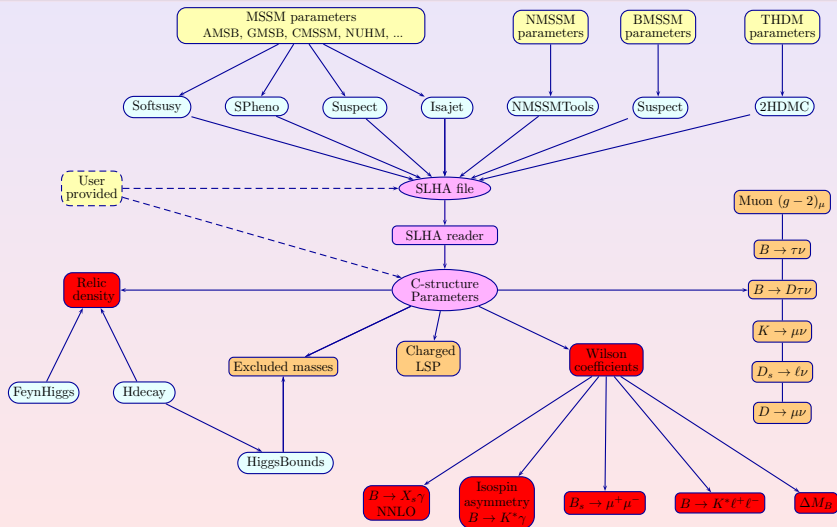 MSSM parameters
AMSB, GMSB, CMSSM, NUHM, ...
NMSSM
parameters
BMSSM
parameters
THDM
parameters
Softsusy
SPheno
Suspect
Isajet
NMSSMTools
Suspect
2HDMC
User
provided
SLHA file
Muon (g − 2)μ
SLHA reader
B → τν
Relic
density
C-structure
Parameters
B → Dτν
K → μν
Excluded masses
Charged
LSP
Wilson
coefficients
Ds → ℓν
FeynHiggs
Hdecay
D → μν
HiggsBounds
B → Xsγ
NNLO
Isospin
asymmetry
B → K*γ
Bs → μ+μ−
B → K*ℓ+ℓ−
ΔMB